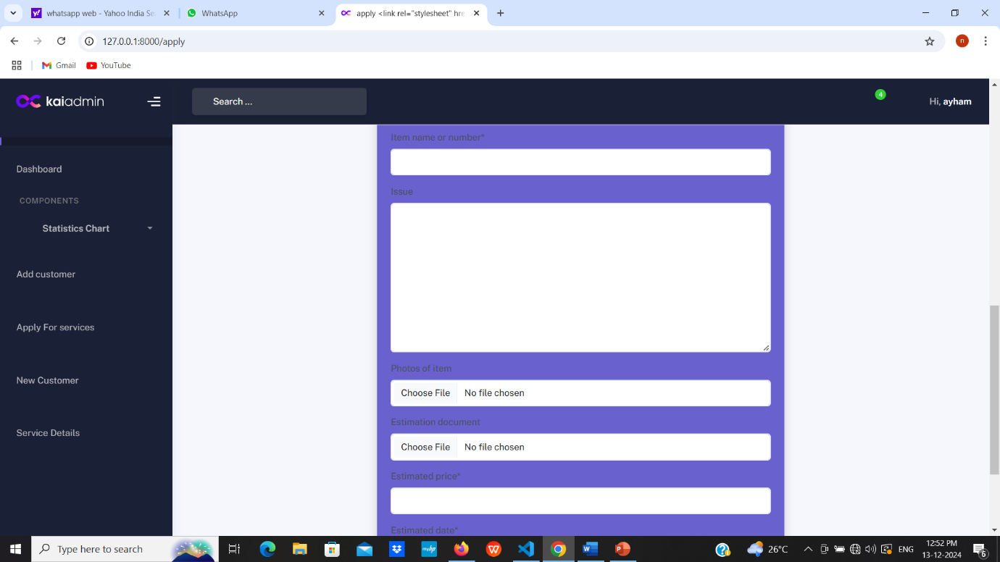 whatsapp web - Yahoo India Se
WhatsApp
apply <link rel="stylesheet" hre
127.0.0.1:8000/apply
n
Gmail
YouTube
kaiadmin
Search ...
4
Hi, ayham
Dashboard
COMPONENTS
Statistics Chart
Add customer
Apply For services
New Customer
Service Details
Item name or number*
Issue
Photos of item
Choose File No file chosen
Estimation document
Choose File No file chosen
Estimated price*
Estimated date*
Type here to search
26°C
ENG
12:52 PM
13-12-2024
6